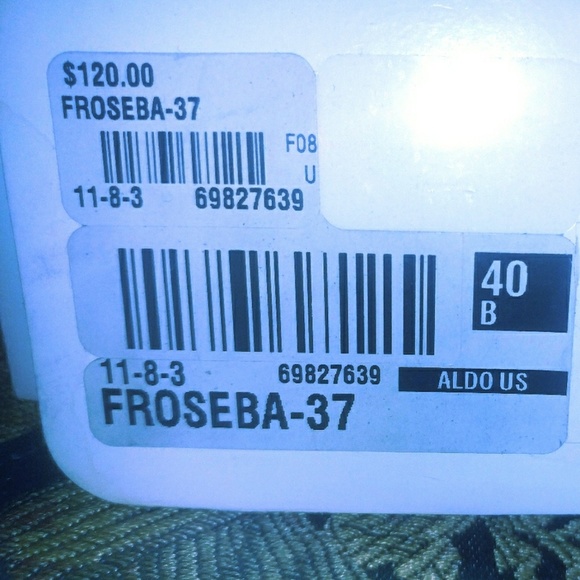 $120.00
FROSEBA-37
F08
U
11-8-3 69827639
40
B
11-8-3 69827639 ALDO US
FROSEBA-37